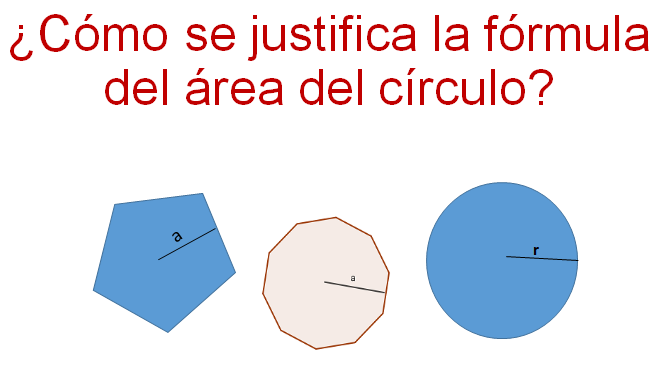 ¿Cómo se justifica la fórmula
del área del círculo?
a
a
r